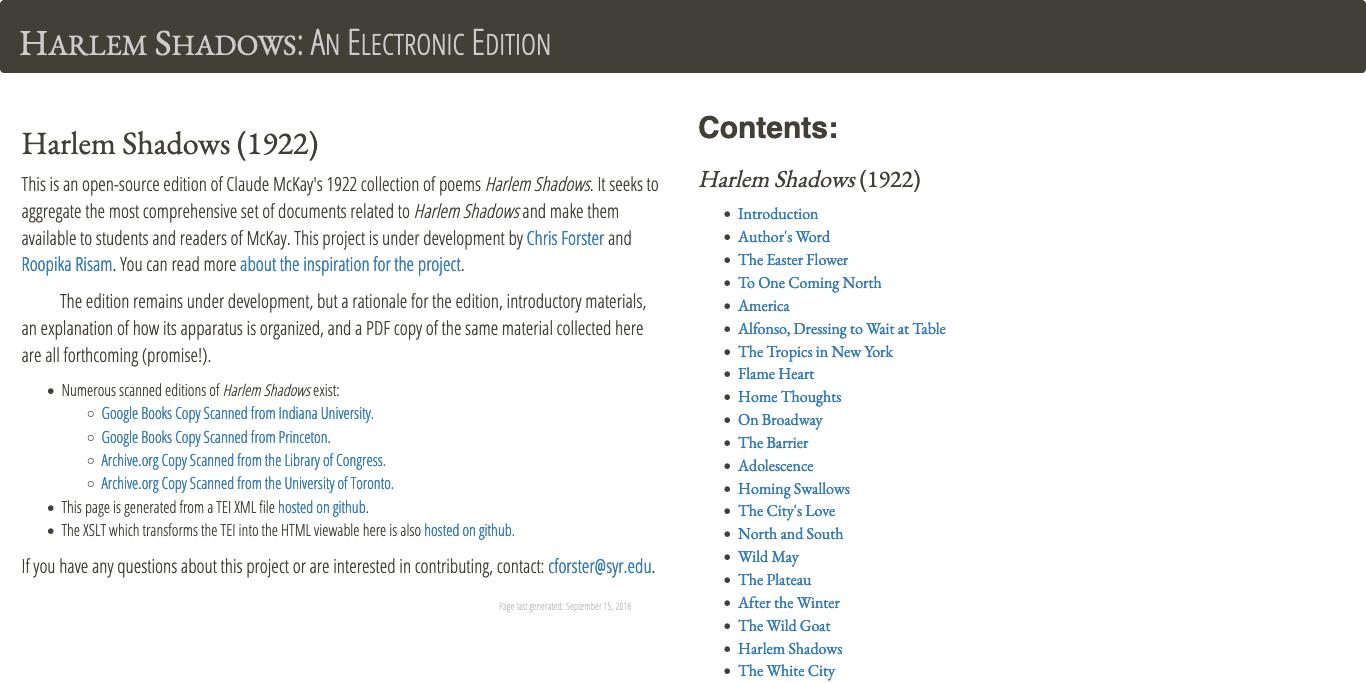 Harlem Shadows: An Electronic Edition
Harlem Shadows (1922)
This is an open-source edition of Claude McKay's 1922 collection of poems Harlem Shadows. It seeks to
aggregate the most comprehensive set of documents related to Harlem Shadows and make them
available to students and readers of McKay. This project is under development by Chris Forster and
Roopika Risam. You can read more about the inspiration for the project.
The edition remains under development, but a rationale for the edition, introductory materials,
an explanation of how its apparatus is organized, and a PDF copy of the same material collected here
are all forthcoming (promise!).
• Numerous scanned editions of Harlem Shadows exist:
○ Google Books Copy Scanned from Indiana University.
○ Google Books Copy Scanned from Princeton.
○ Archive.org Copy Scanned from the Library of Congress.
○ Archive.org Copy Scanned from the University of Toronto.
• This page is generated from a TEI XML file hosted on github.
• The XSLT which transforms the TEI into the HTML viewable here is also hosted on github.
If you have any questions about this project or are interested in contributing, contact: cforster@syr.edu.
Page last generated: September 15, 2016
Contents:
Harlem Shadows (1922)
• Introduction
• Author's Word
• The Easter Flower
• To One Coming North
• America
• Alfonso, Dressing to Wait at Table
• The Tropics in New York
• Flame Heart
• Home Thoughts
• On Broadway
• The Barrier
• Adolescence
• Homing Swallows
• The City's Love
• North and South
• Wild May
• The Plateau
• After the Winter
• The Wild Goat
• Harlem Shadows
• The White City